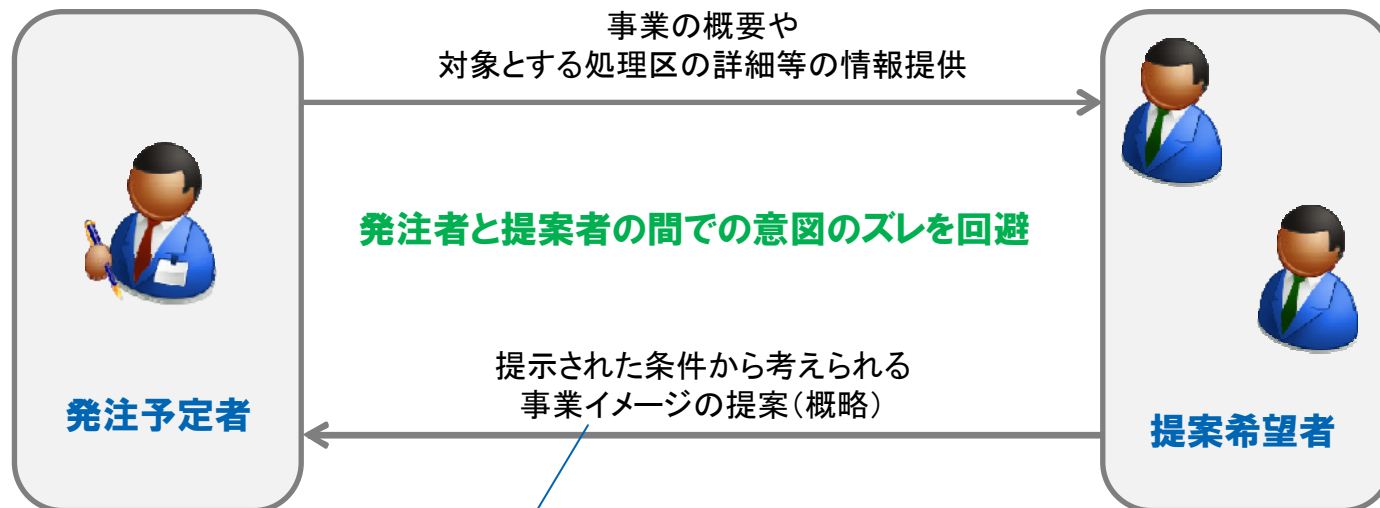 事業の概要や
対象とする処理区の詳細等の情報提供
発注者と提案者の間での意図のズレを回避
提示された条件から考えられる
事業イメージの提案(概略)
発注予定者
提案希望者